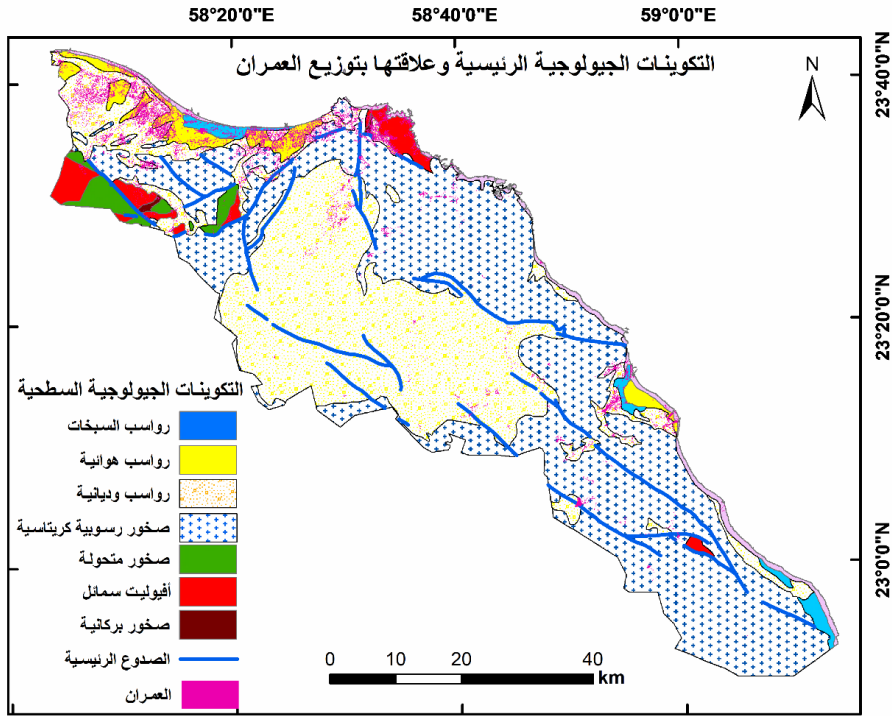 58°20'0"E
58°40'0"E
59°0'0"E
التكوينات الجيولوجية الرئيسية وعلاقتها بتوزيع العمران
N
23°40'0"N
23°20'0"N
23°0'0"N
التكوينات الجيولوجية السطحية
رواسب السبخات
رواسب هوائية
رواسب وديانية
صخور رسوبية كريتاسية
صخور متحولة
أفيوليت سمائل
صخور بركانية
الصدوع الرئيسية
العمران
0 10 20 40
km